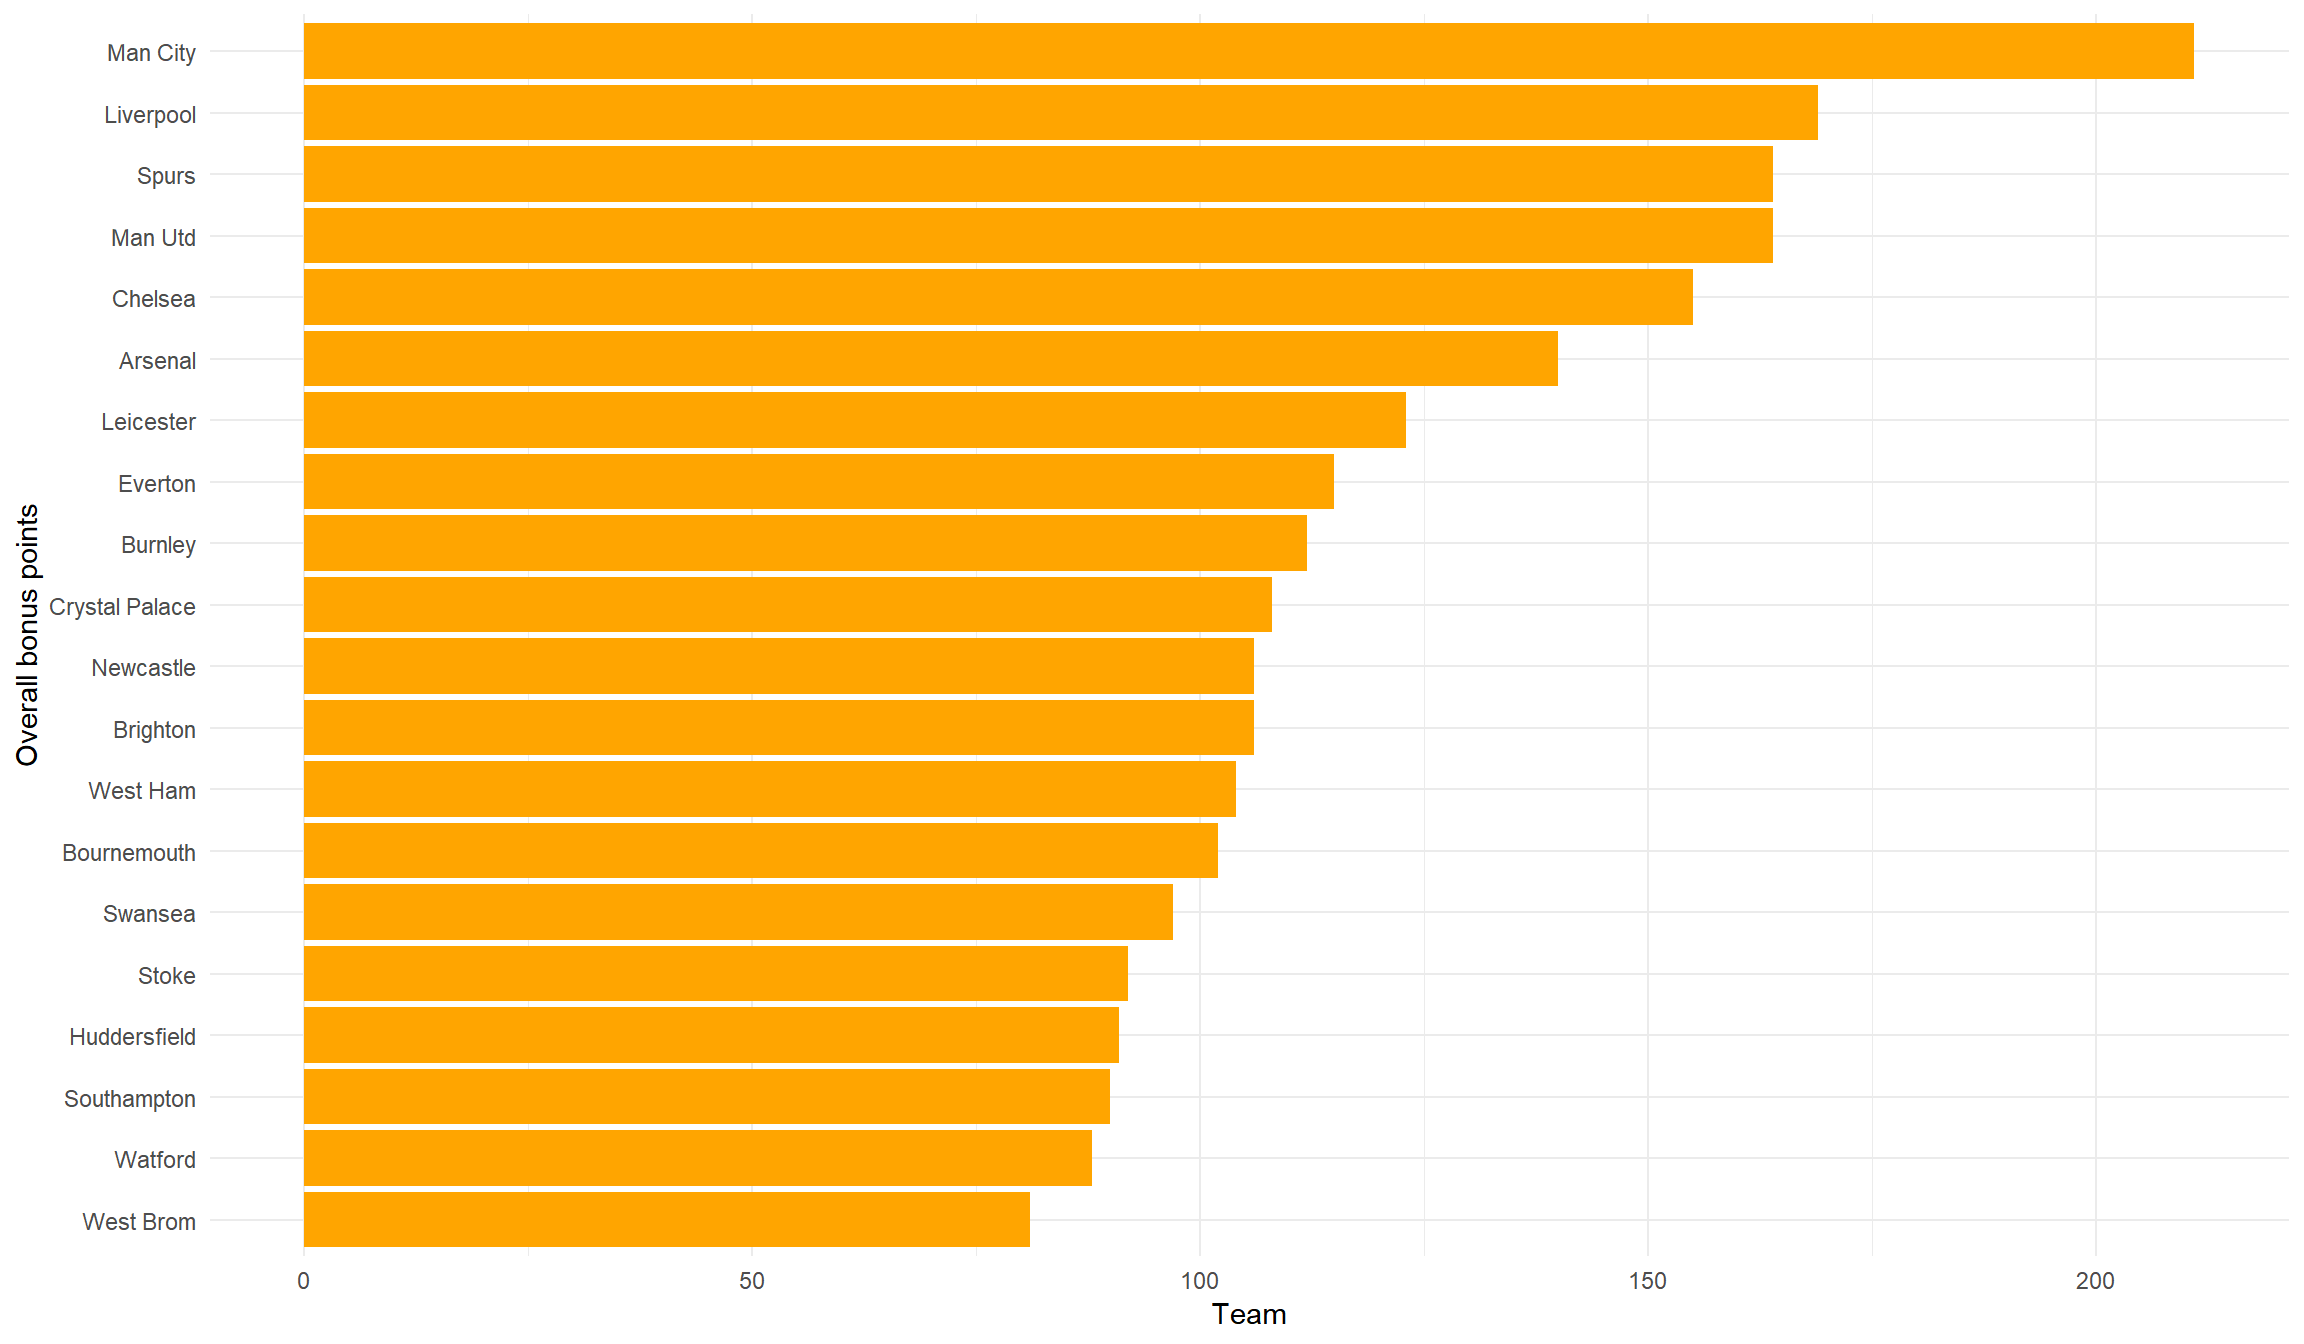 Man City
Liverpool
Spurs
Man Utd
Chelsea
Arsenal
Leicester
Everton
Burnley
Crystal Palace
Newcastle
Brighton
West Ham
Bournemouth
Swansea
Stoke
Huddersfield
Southampton
Watford
West Brom
Overall bonus points
0 50 100 150 200
Team